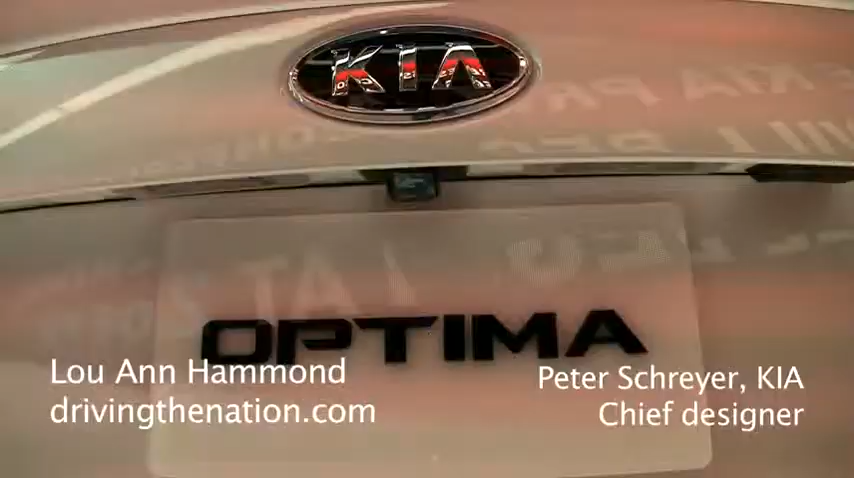 KIA
OPTIMA
Lou Ann Hammond
drivingthenation.com
Peter Schreyer, KIA
Chief designer